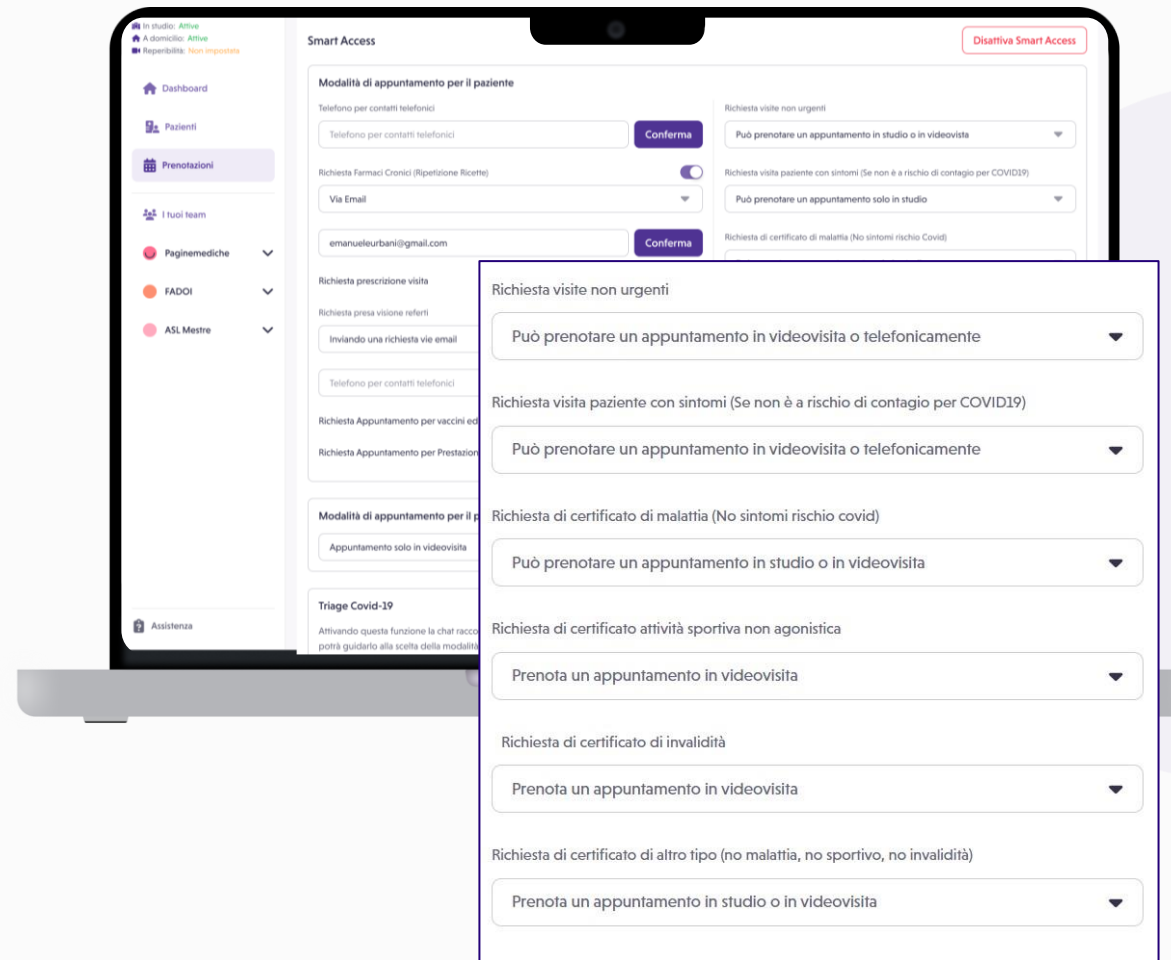 In studio: Attive
A domicilio: Attive
Reperibilità: Non impostata
Dashboard
Pazienti
Prenotazioni
I tuoi team
Paginemediche
FADOI
ASL Mestre
Assistenza
Smart Access
Disattiva Smart Access
Modalità di appuntamento per il paziente
Telefono per contatti telefonici
Telefono per contatti telefonici
Conferma
Richiesta Farmaci Cronici (Ripetizione Ricette)
Via Email
emanueleurbani@gmail.com
Conferma
Richiesta prescrizione visita
Richiesta presa visione referti
Inviando una richiesta vie email
Telefono per contatti telefonici
Richiesta Appuntamento per vaccini ed
Richiesta Appuntamento per Prestazion
Modalità di appuntamento per il p
Appuntamento solo in videovisita
Triage Covid-19
Attivando questa funzione la chat racco
potrà guidarlo alla scelta della modalità
Richiesta visite non urgenti
Può prenotare un appuntamento in studio o in videovista
Richiesta visita paziente con sintomi (Se non è a rischio di contagio per COVID19)
Può prenotare un appuntamento solo in studio
Richiesta di certificato di malattia (No sintomi rischio Covid)
Richiesta visite non urgenti
Può prenotare un appuntamento in videovisita o telefonicamente
Richiesta visita paziente con sintomi (Se non è a rischio di contagio per COVID19)
Può prenotare un appuntamento in videovisita o telefonicamente
Richiesta di certificato di malattia (No sintomi rischio covid)
Può prenotare un appuntamento in studio o in videovisita
Richiesta di certificato attività sportiva non agonistica
Prenota un appuntamento in videovisita
Richiesta di certificato di invalidità
Prenota un appuntamento in videovisita
Richiesta di certificato di altro tipo (no malattia, no sportivo, no invalidità)
Prenota un appuntamento in studio o in videovisita